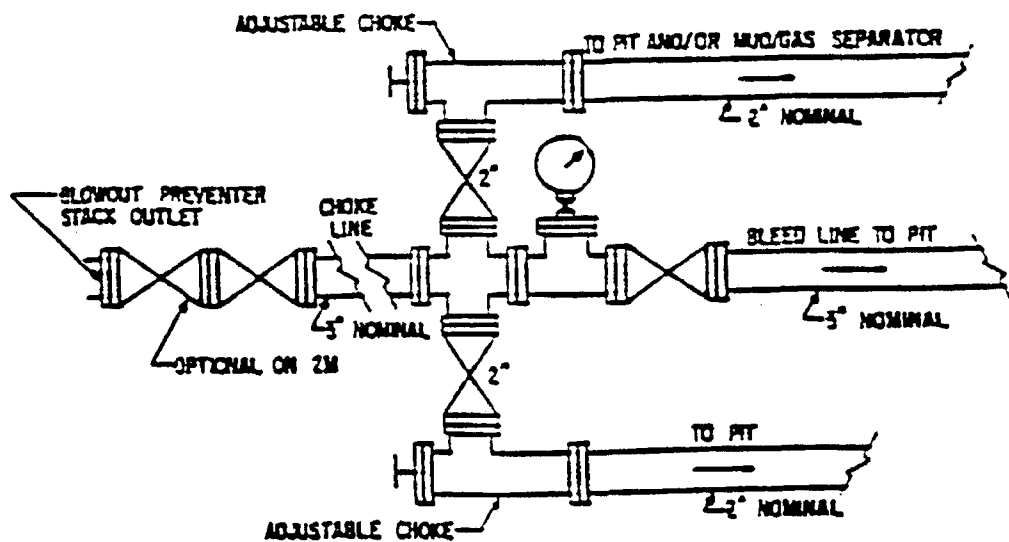 ADJUSTABLE CHOKE
TO PIT AND/OR MUD/GAS SEPARATOR
2" NOMINAL
2"
BLOWOUT PREVENTER
STACK OUTLET
CHOKE
LINE
BLEED LINE TO PIT
3" NOMINAL
3" NOMINAL
OPTIONAL ON 2M
2"
TO PIT
2" NOMINAL
ADJUSTABLE CHOKE